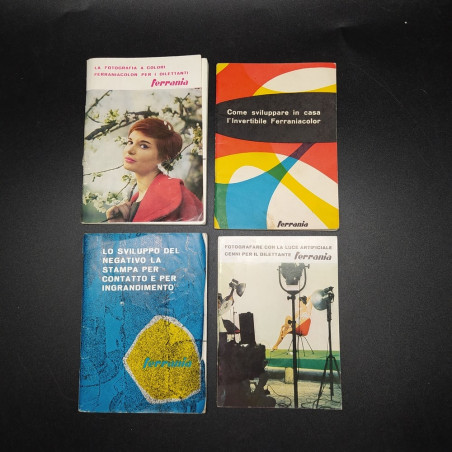 LA FOTOGRAFIA A COLORI
FERRANIACOLOR PER I DILETTANTI
ferrania
Come sviluppare in casa
l'Invertibile Ferraniacolor
ferrania
LO SVILUPPO DEL
NEGATIVO LA
STAMPA PER
CONTATTO E PER
INGRANDIMENTO
ferrania
FOTOGRAFARE CON LA LUCE ARTIFICIALE
CENNI PER IL DILETTANTE ferrania